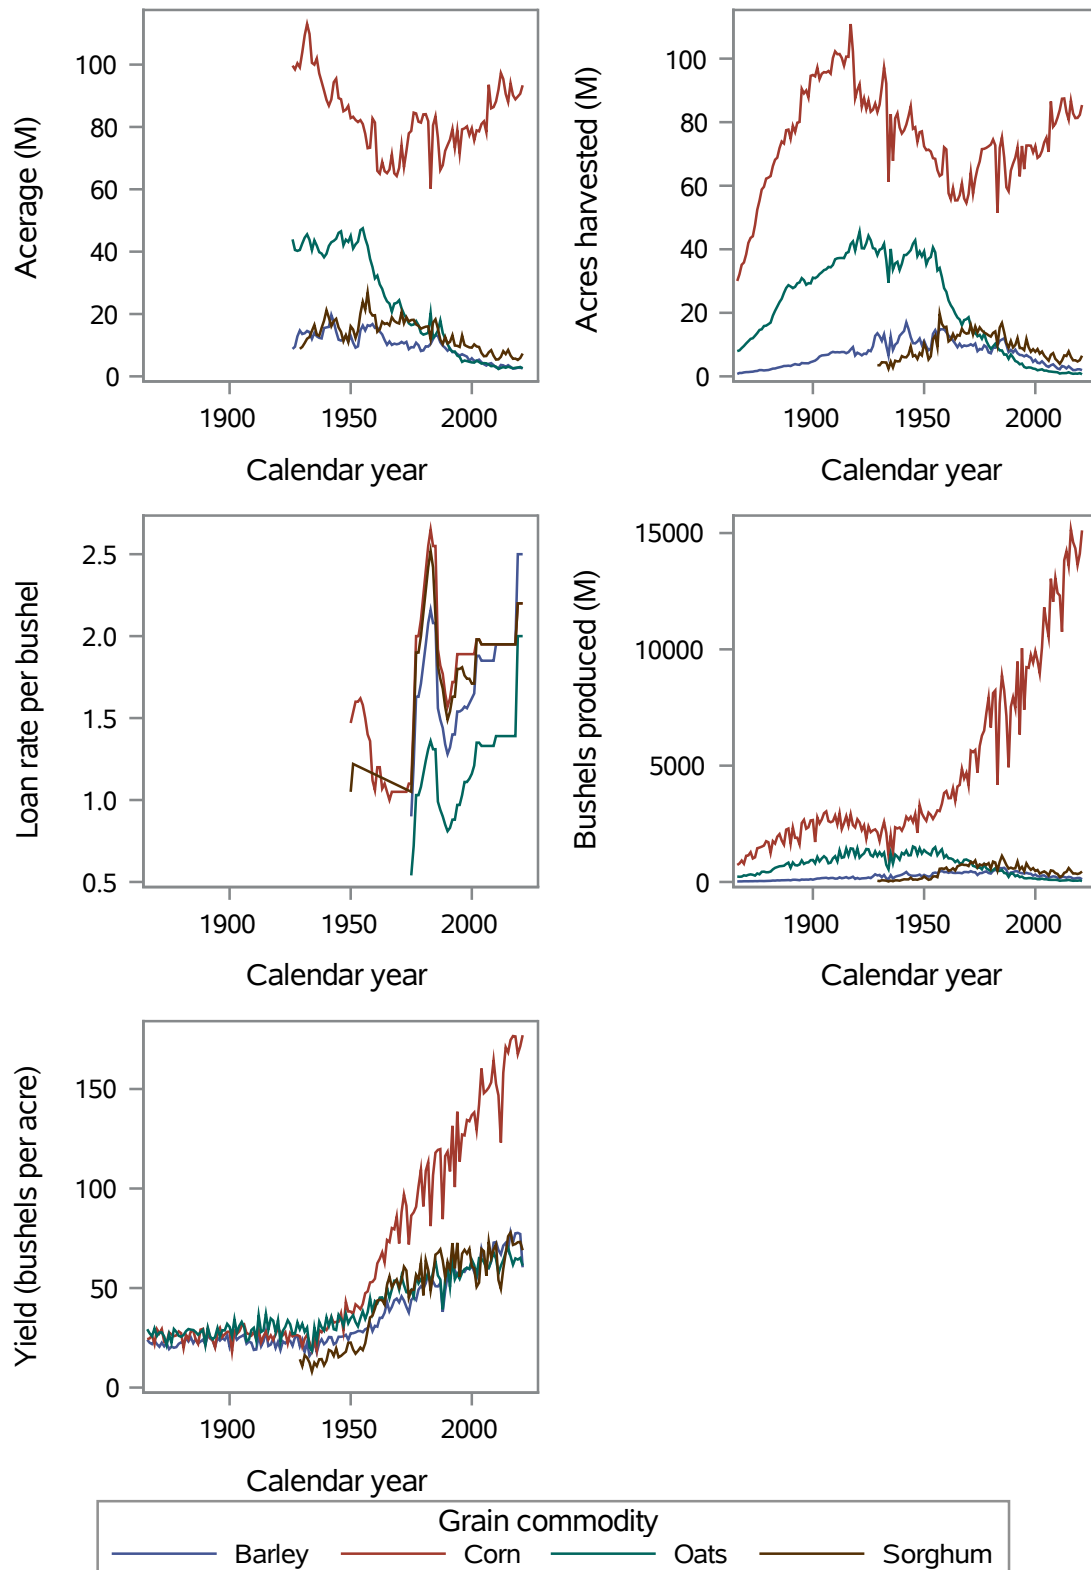 Acerage (M)
100
80
60
40
20
0
1900
1950
2000
Calendar year
Acres harvested (M)
100
80
60
40
20
0
1900
1950
2000
Calendar year
Loan rate per bushel
2.5
2.0
1.5
1.0
0.5
1900
1950
2000
Calendar year
Bushels produced (M)
15000
10000
5000
0
1900
1950
2000
Calendar year
Yield (bushels per acre)
150
100
50
0
1900
1950
2000
Calendar year
Grain commodity
Barley
Corn
Oats
Sorghum